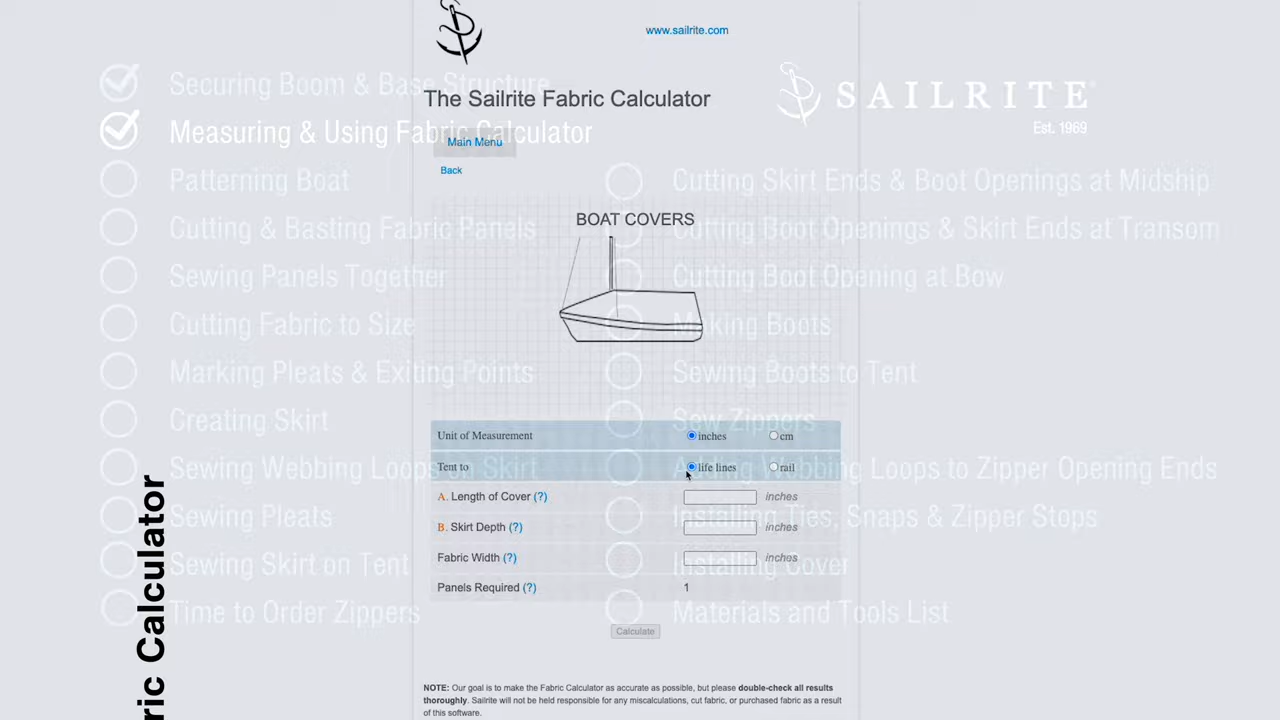 www.sailrite.com
The Sailrite Fabric Calculator
Main Menu
Back
BOAT COVERS
Unit of Measurement inches cm
Tent to life lines rail
A. Length of Cover (?) inches
B. Skirt Depth (?) inches
Fabric Width (?) inches
Panels Required (?) 1
Calculate
NOTE: Our goal is to make the Fabric Calculator as accurate as possible, but please double-check all results
thoroughly. Sailrite will not be held responsible for any miscalculations, cut fabric, or purchased fabric as a result
of this software.
SAILRITE®
Est. 1969
Securing Boom & Base Structure
Measuring & Using Fabric Calculator
Patterning Boat
Cutting & Basting Fabric Panels
Sewing Panels Together
Cutting Fabric to Size
Marking Pleats & Exiting Points
Creating Skirt
Sewing Webbing Loops to Skirt
Sewing Pleats
Sewing Skirt on Tent
Time to Order Zippers
Cutting Skirt Ends & Boot Openings at Midship
Cutting Boot Openings & Skirt Ends at Transom
Cutting Boot Opening at Bow
Making Boots
Sewing Boots to Tent
Sew Zippers
Webbing Loops to Zipper Opening Ends
Installing Ties, Snaps & Zipper Stops
Installing Cover
Materials and Tools List
ric Calculator